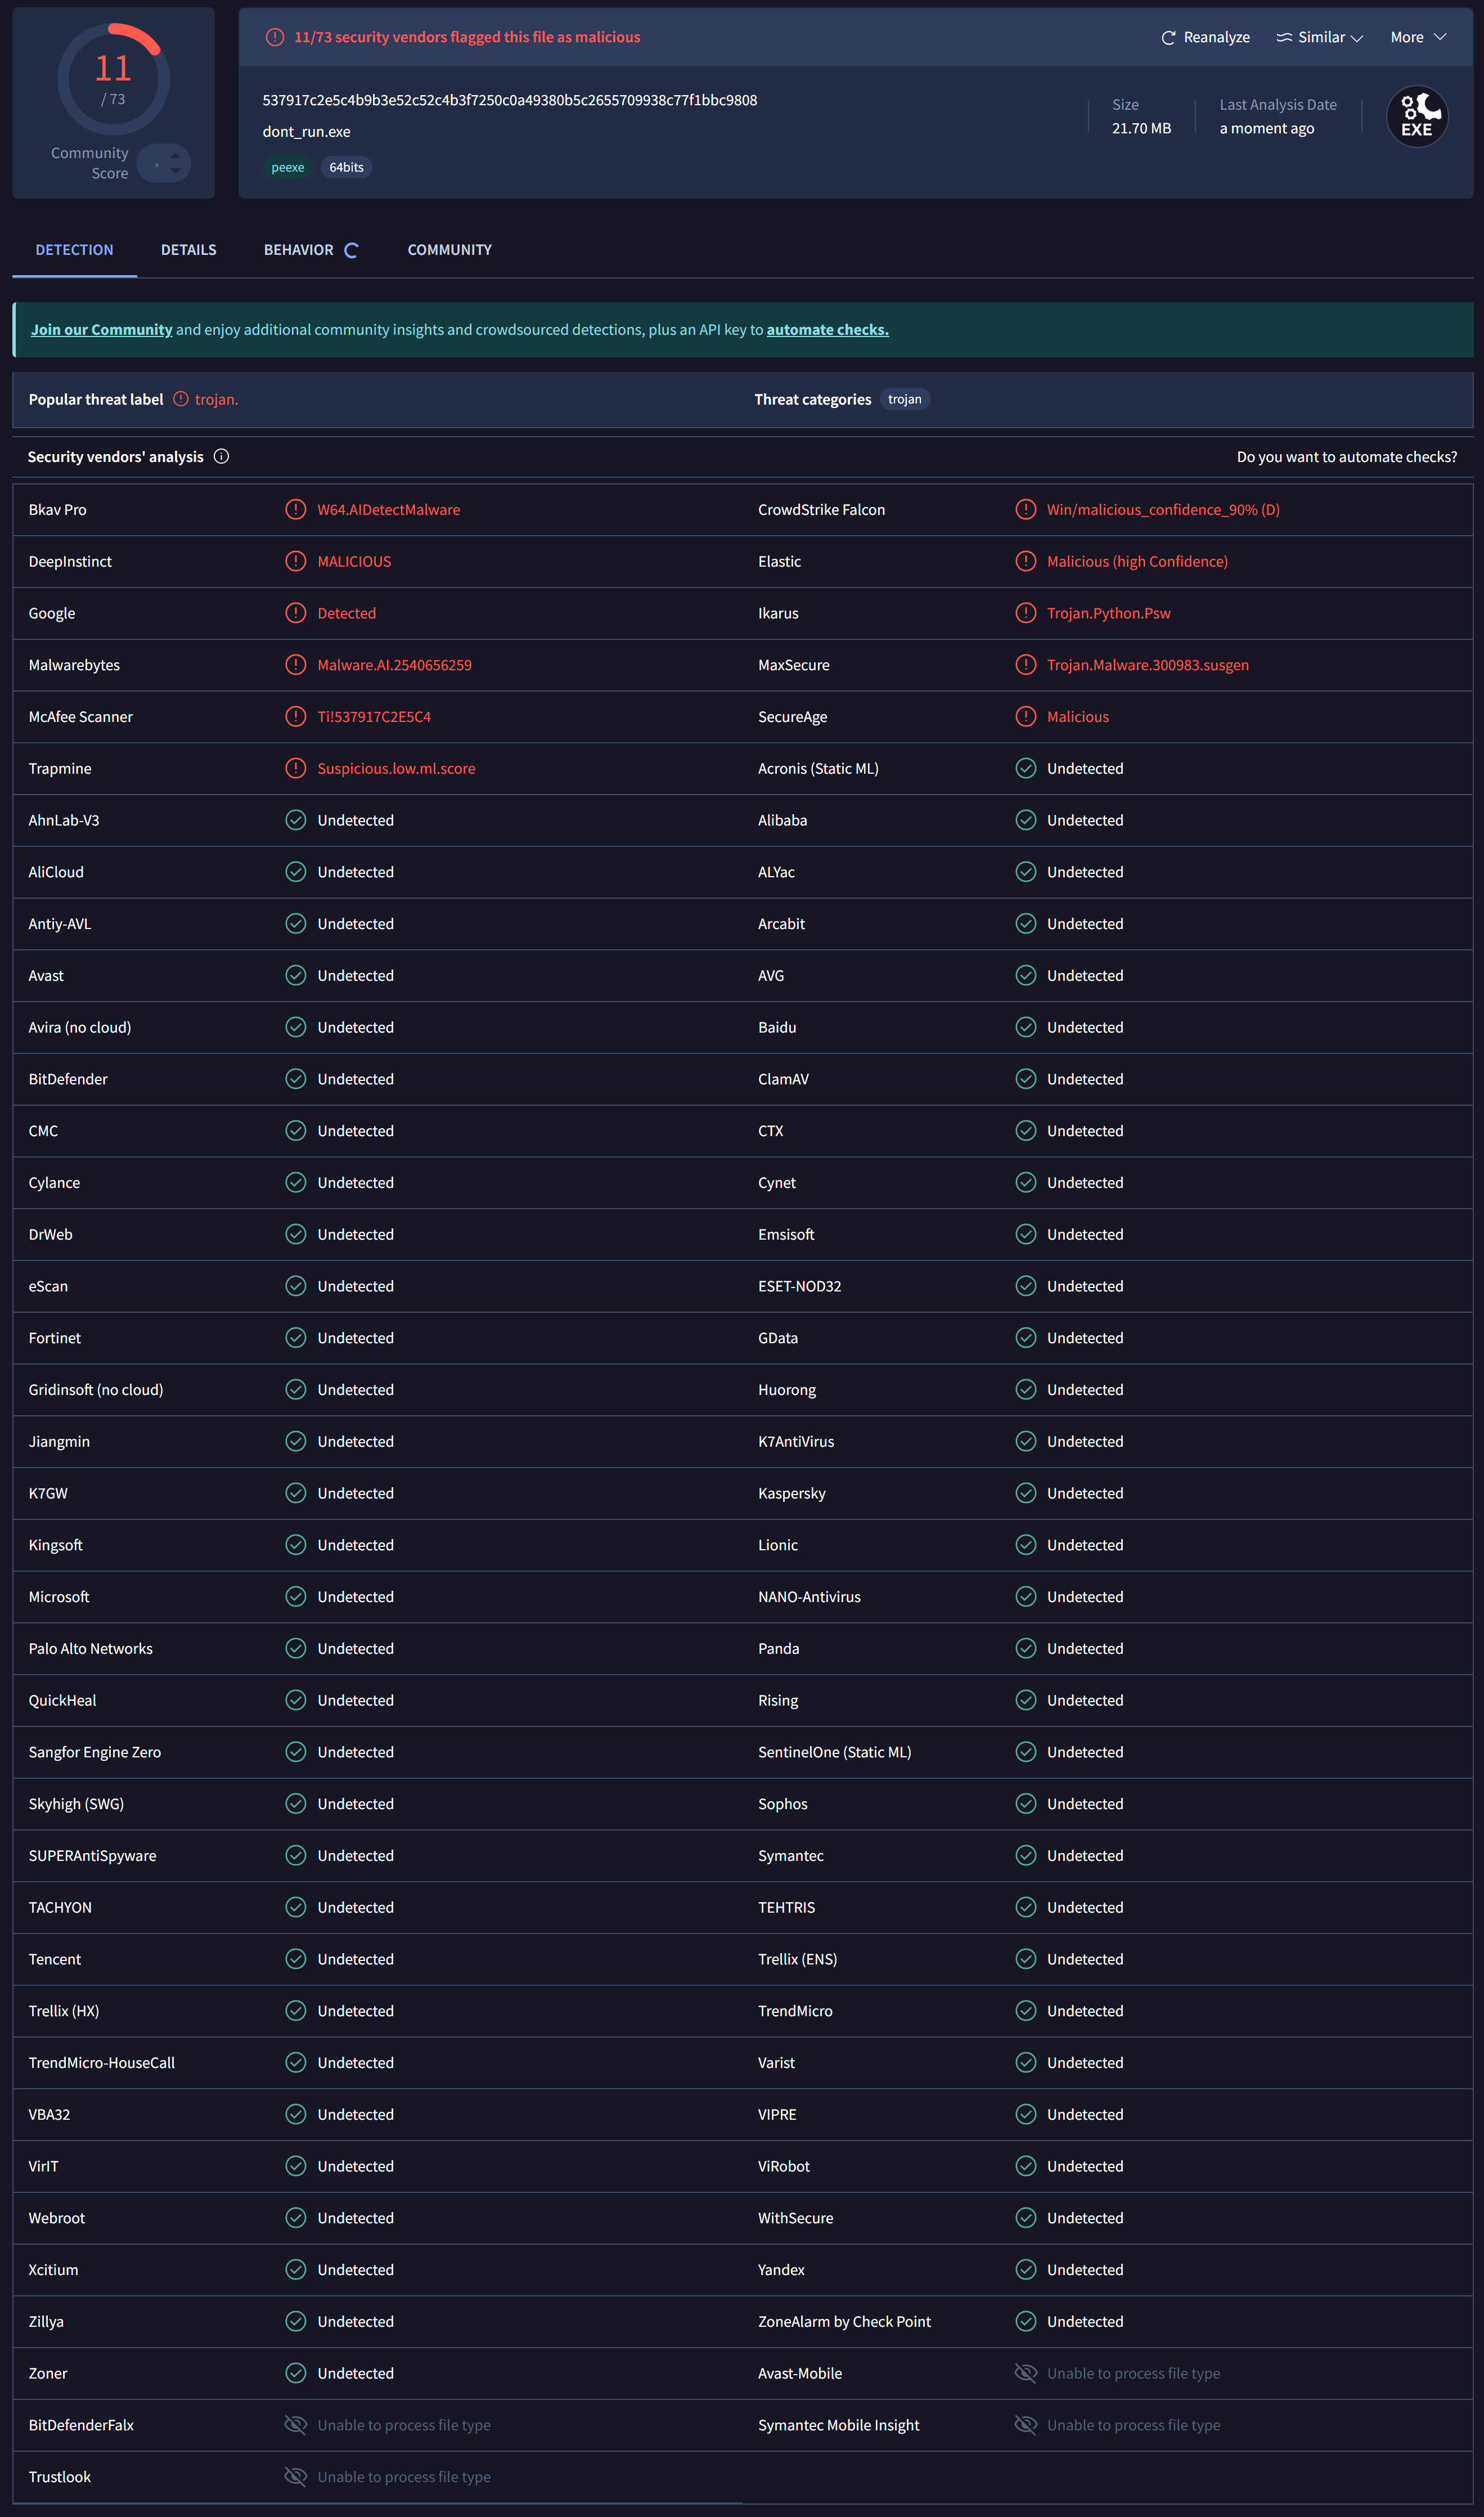 11
/ 73
Community
Score
11/73 security vendors flagged this file as malicious
Reanalyze
Similar
More
537917c2e5c4b9b3e52c52c4b3f7250c0a49380b5c2655709938c77f1bbc9808
dont_run.exe
peexe
64bits
Size
21.70 MB
Last Analysis Date
a moment ago
EXE
DETECTION
DETAILS
BEHAVIOR
COMMUNITY
Join our Community and enjoy additional community insights and crowdsourced detections, plus an API key to automate checks.
Popular threat label trojan.
Threat categories trojan
Security vendors' analysis
Do you want to automate checks?
Bkav Pro W64.AIDetectMalware CrowdStrike Falcon Win/malicious_confidence_90% (D)
DeepInstinct MALICIOUS Elastic Malicious (high Confidence)
Google Detected Ikarus Trojan.Python.Psw
Malwarebytes Malware.AI.2540656259 MaxSecure Trojan.Malware.300983.susgen
McAfee Scanner Ti!537917C2E5C4 SecureAge Malicious
Trapmine Suspicious.low.ml.score Acronis (Static ML) Undetected
AhnLab-V3 Undetected Alibaba Undetected
AliCloud Undetected ALYac Undetected
Antiy-AVL Undetected Arcabit Undetected
Avast Undetected AVG Undetected
Avira (no cloud) Undetected Baidu Undetected
BitDefender Undetected ClamAV Undetected
CMC Undetected CTX Undetected
Cylance Undetected Cynet Undetected
DrWeb Undetected Emsisoft Undetected
eScan Undetected ESET-NOD32 Undetected
Fortinet Undetected GData Undetected
Gridinsoft (no cloud) Undetected Huorong Undetected
Jiangmin Undetected K7AntiVirus Undetected
K7GW Undetected Kaspersky Undetected
Kingsoft Undetected Lionic Undetected
Microsoft Undetected NANO-Antivirus Undetected
Palo Alto Networks Undetected Panda Undetected
QuickHeal Undetected Rising Undetected
Sangfor Engine Zero Undetected SentinelOne (Static ML) Undetected
Skyhigh (SWG) Undetected Sophos Undetected
SUPERAntiSpyware Undetected Symantec Undetected
TACHYON Undetected TEHTRIS Undetected
Tencent Undetected Trellix (ENS) Undetected
Trellix (HX) Undetected TrendMicro Undetected
TrendMicro-HouseCall Undetected Varist Undetected
VBA32 Undetected VIPRE Undetected
VirIT Undetected ViRobot Undetected
Webroot Undetected WithSecure Undetected
Xcitium Undetected Yandex Undetected
Zillya Undetected ZoneAlarm by Check Point Undetected
Zoner Undetected Avast-Mobile Unable to process file type
BitDefenderFalx Unable to process file type Symantec Mobile Insight Unable to process file type
Trustlook Unable to process file type